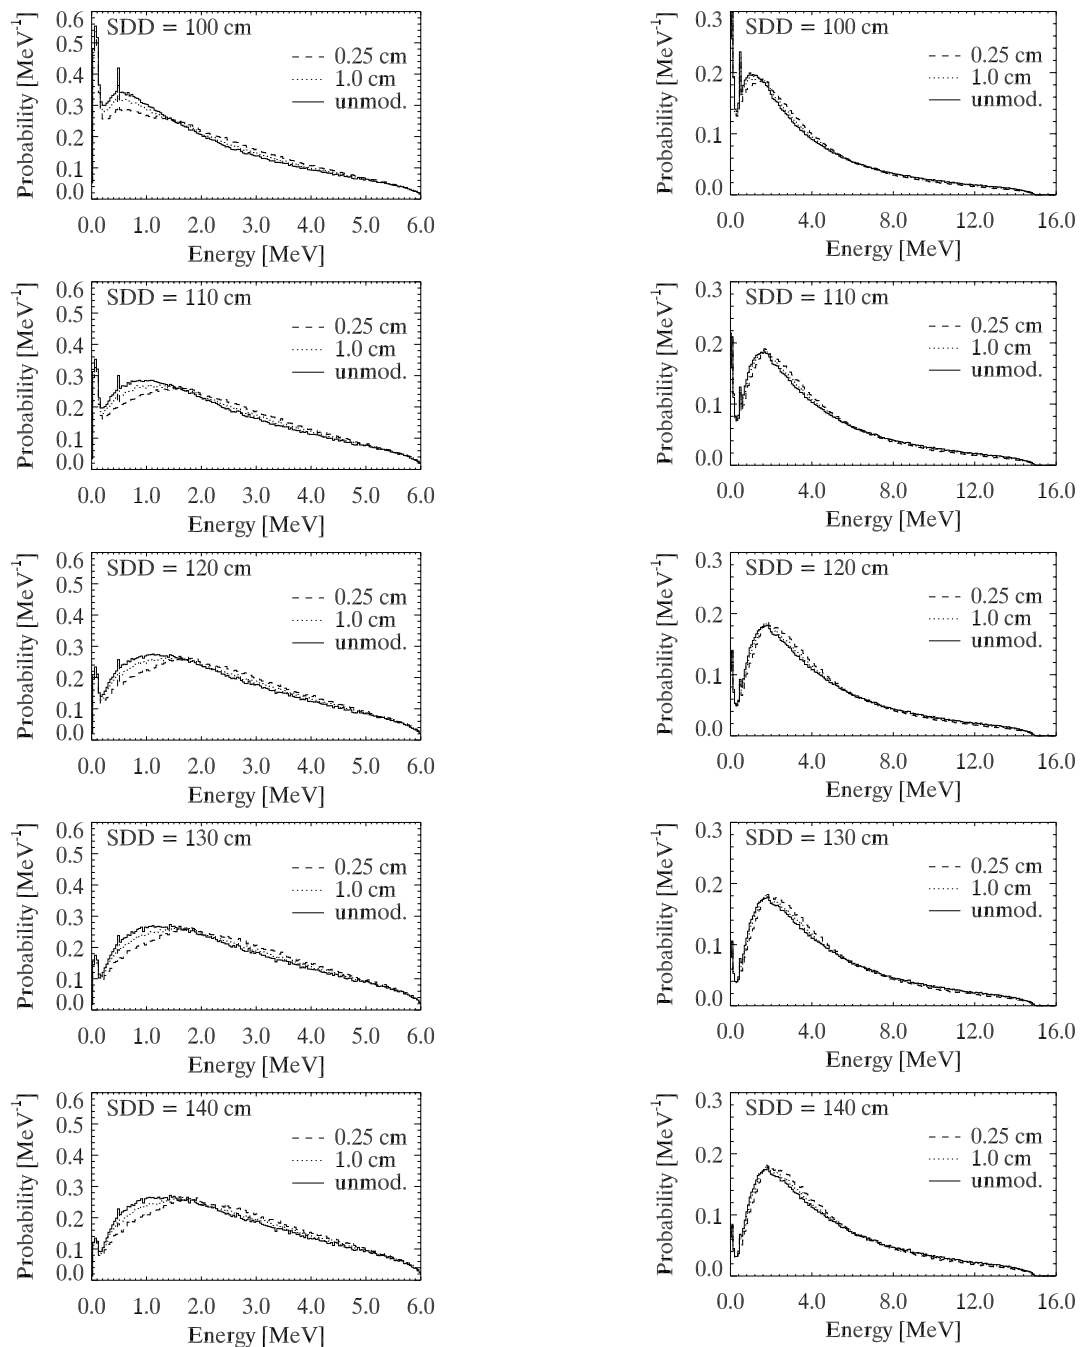 SDD = 100 cm
0.25 cm
1.0 cm
unmod.
Probability [MeV⁻¹]
0.6
0.5
0.4
0.3
0.2
0.1
0.0
0.0 1.0 2.0 3.0 4.0 5.0 6.0
Energy [MeV]
SDD = 100 cm
0.25 cm
1.0 cm
unmod.
Probability [MeV⁻¹]
0.3
0.2
0.1
0.0
0.0 4.0 8.0 12.0 16.0
Energy [MeV]
SDD = 110 cm
0.25 cm
1.0 cm
unmod.
Probability [MeV⁻¹]
0.6
0.5
0.4
0.3
0.2
0.1
0.0
0.0 1.0 2.0 3.0 4.0 5.0 6.0
Energy [MeV]
SDD = 110 cm
0.25 cm
1.0 cm
unmod.
Probability [MeV⁻¹]
0.3
0.2
0.1
0.0
0.0 4.0 8.0 12.0 16.0
Energy [MeV]
SDD = 120 cm
0.25 cm
1.0 cm
unmod.
Probability [MeV⁻¹]
0.6
0.5
0.4
0.3
0.2
0.1
0.0
0.0 1.0 2.0 3.0 4.0 5.0 6.0
Energy [MeV]
SDD = 120 cm
0.25 cm
1.0 cm
unmod.
Probability [MeV⁻¹]
0.3
0.2
0.1
0.0
0.0 4.0 8.0 12.0 16.0
Energy [MeV]
SDD = 130 cm
0.25 cm
1.0 cm
unmod.
Probability [MeV⁻¹]
0.6
0.5
0.4
0.3
0.2
0.1
0.0
0.0 1.0 2.0 3.0 4.0 5.0 6.0
Energy [MeV]
SDD = 130 cm
0.25 cm
1.0 cm
unmod.
Probability [MeV⁻¹]
0.3
0.2
0.1
0.0
0.0 4.0 8.0 12.0 16.0
Energy [MeV]
SDD = 140 cm
0.25 cm
1.0 cm
unmod.
Probability [MeV⁻¹]
0.6
0.5
0.4
0.3
0.2
0.1
0.0
0.0 1.0 2.0 3.0 4.0 5.0 6.0
Energy [MeV]
SDD = 140 cm
0.25 cm
1.0 cm
unmod.
Probability [MeV⁻¹]
0.3
0.2
0.1
0.0
0.0 4.0 8.0 12.0 16.0
Energy [MeV]